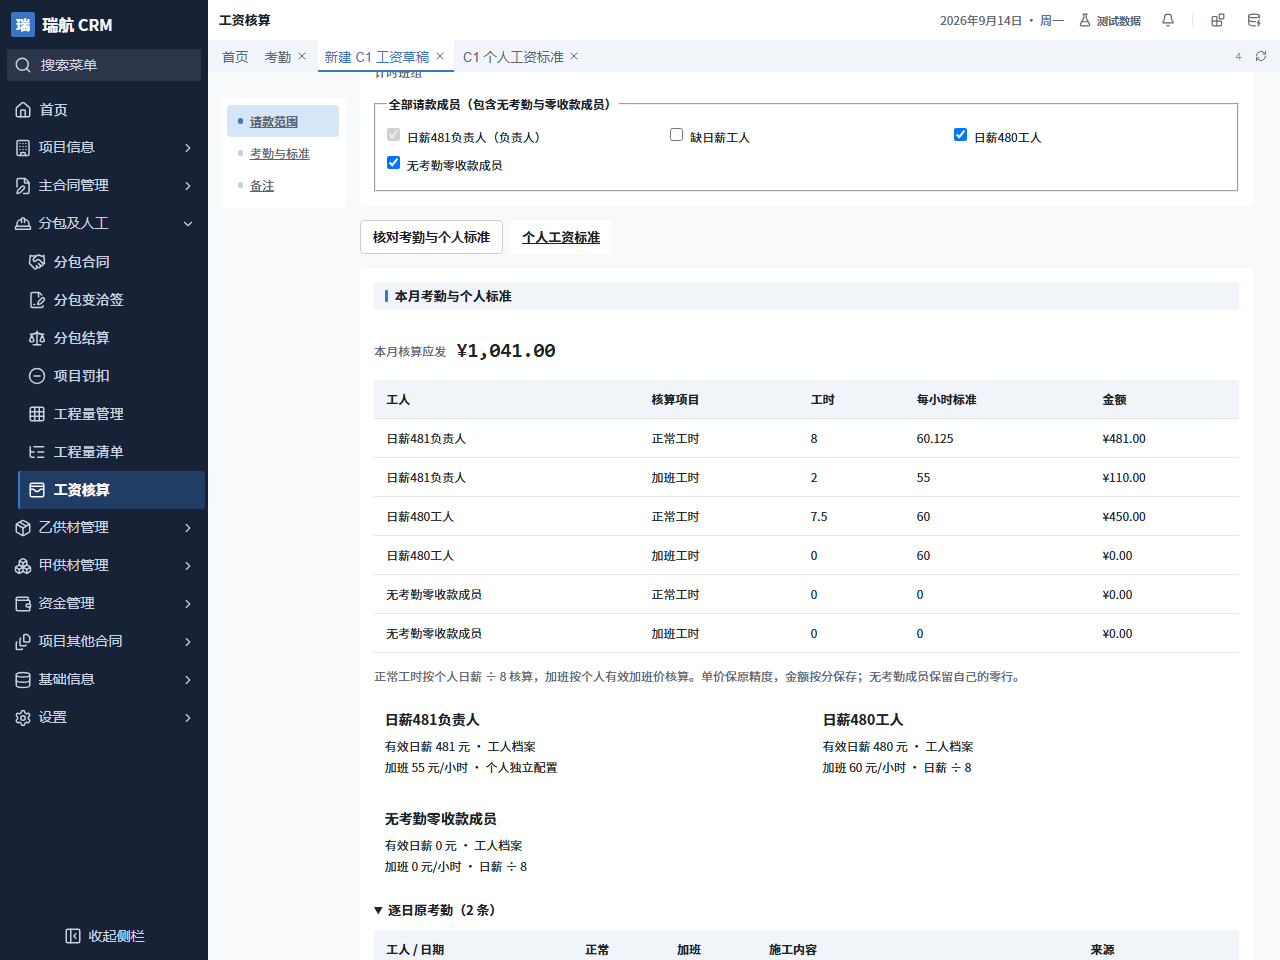 瑞 瑞航 CRM
搜索菜单
首页
项目信息
主合同管理
分包及人工
分包合同
分包变洽签
分包结算
项目罚扣
工程量管理
工程量清单
工资核算
乙供材管理
甲供材管理
资金管理
项目其他合同
基础信息
设置
收起侧栏
工资核算
2026年9月14日 · 周一 测试数据
首页 考勤 × 新建 C1 工资草稿 × C1 个人工资标准 × 4
请款范围
考勤与标准
备注
计时班组
全部请款成员（包含无考勤与零收款成员）
日薪481负责人（负责人） 缺日薪工人 日薪480工人
无考勤零收款成员
核对考勤与个人标准 个人工资标准
本月考勤与个人标准
本月核算应发 ¥1,041.00
工人 核算项目 工时 每小时标准 金额
日薪481负责人 正常工时 8 60.125 ¥481.00
日薪481负责人 加班工时 2 55 ¥110.00
日薪480工人 正常工时 7.5 60 ¥450.00
日薪480工人 加班工时 0 60 ¥0.00
无考勤零收款成员 正常工时 0 0 ¥0.00
无考勤零收款成员 加班工时 0 0 ¥0.00
正常工时按个人日薪 ÷ 8 核算，加班按个人有效加班价核算。单价保原精度，金额按分保存；无考勤成员保留自己的零行。
日薪481负责人
有效日薪 481 元 · 工人档案
加班 55 元/小时 · 个人独立配置
日薪480工人
有效日薪 480 元 · 工人档案
加班 60 元/小时 · 日薪 ÷ 8
无考勤零收款成员
有效日薪 0 元 · 工人档案
加班 0 元/小时 · 日薪 ÷ 8
▼ 逐日原考勤（2 条）
工人 / 日期 正常 加班 施工内容 来源